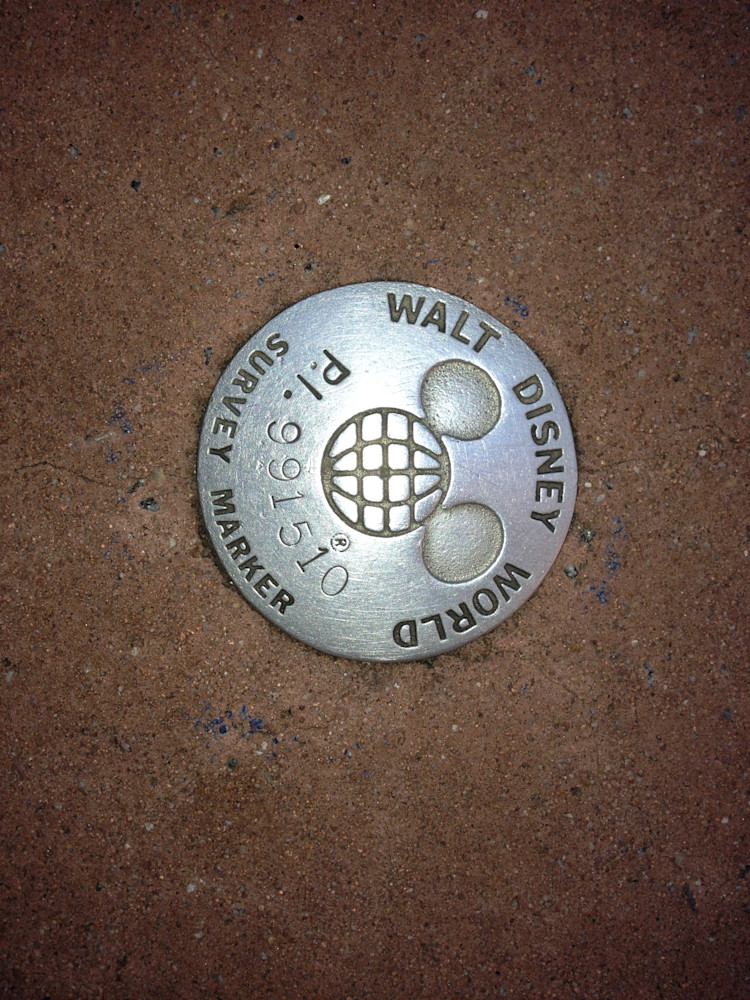 WALT DISNEY WORLD
P.I. 991510
®
SURVEY MARKER